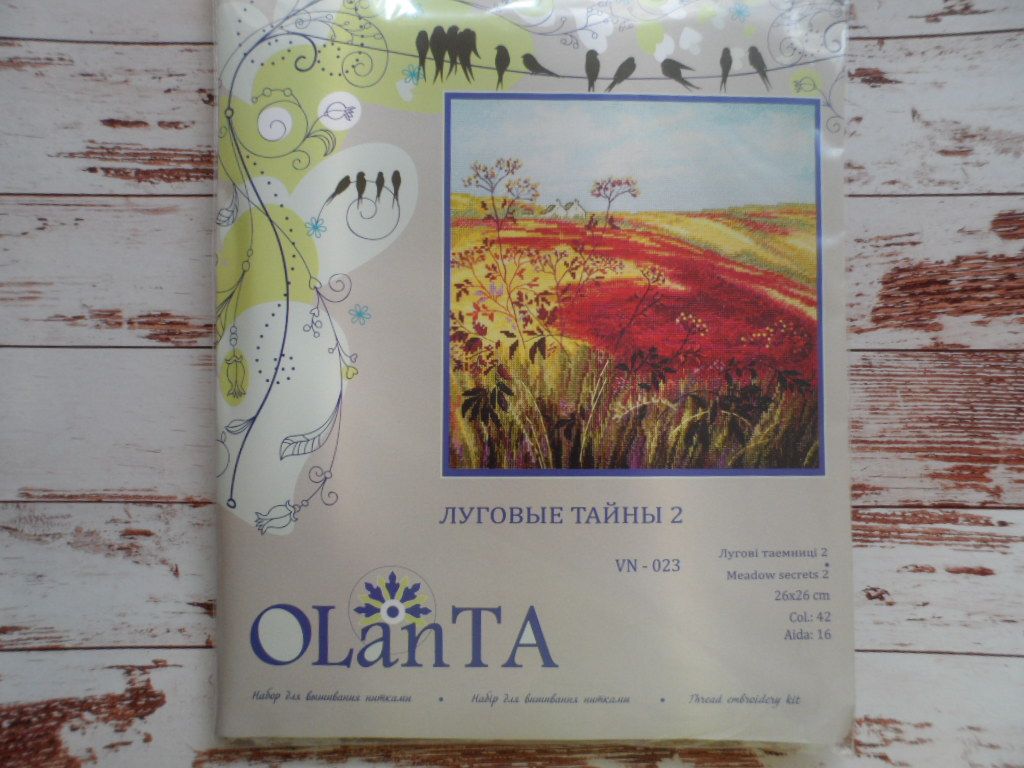 ЛУГОВЫЕ ТАЙНЫ 2
VN - 023
Лугові таемниці 2
•
Meadow secrets 2
26x26 cm
Col.: 42
Aida: 16
OLanTA
Набор для вышивания нитками • Набір для вишивання нитками • Thread embroidery kit